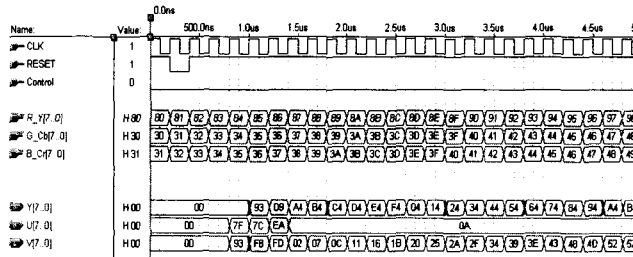 0.0ns
Name: Value: 500.0ns 1.0us 1.5us 2.0us 2.5us 3.0us 3.5us 4.0us 4.5us
CLK 1
RESET 1
Control 0
R_Y[7..0] H 80 80 81 82 83 84 85 86 87 88 89 8A 8B 8C 8D 8E 8F 90 91 92 93 94 95 96 97
G_Cb[7..0] H 30 30 31 32 33 34 35 36 37 38 39 3A 3B 3C 3D 3E 3F 40 41 42 43 44 45 46 47
B_Cr[7..0] H 31 31 32 33 34 35 36 37 38 39 3A 3B 3C 3D 3E 3F 40 41 42 43 44 45 46 47 48
Y[7..0] H 00 00 93 D9 A4 B4 C4 D4 E4 F4 04 14 24 34 44 54 64 74 84 94 A4
U[7..0] H 00 00 7F 7C EA 0A
V[7..0] H 00 00 93 FB FD 02 07 0C 11 16 1B 20 25 2A 2F 34 39 3E 43 48 4D 52